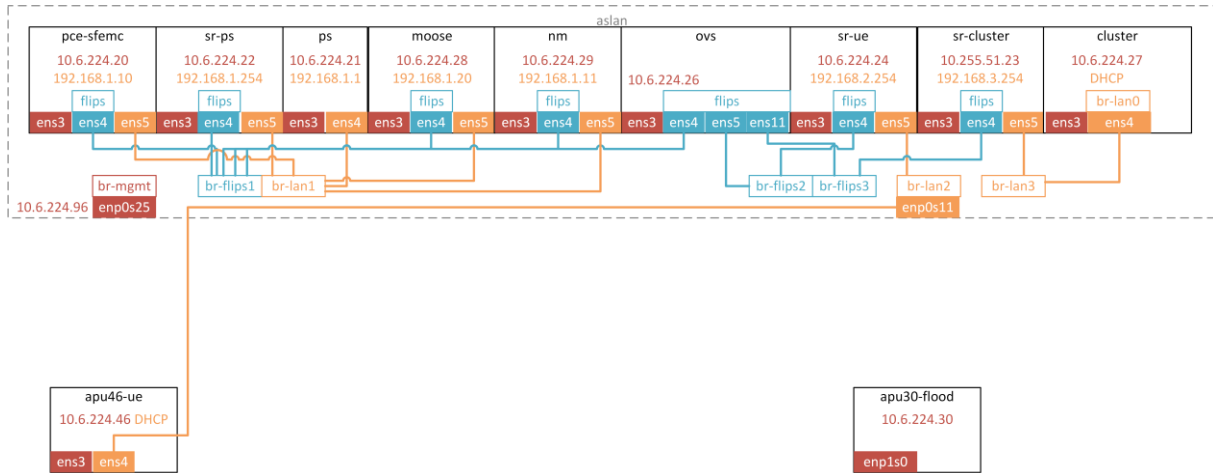 aslan
pce-sfemc sr-ps ps moose nm ovs sr-ue sr-cluster cluster
10.6.224.20 10.6.224.22 10.6.224.21 10.6.224.28 10.6.224.29 10.6.224.26 10.6.224.24 10.255.51.23 10.6.224.27
192.168.1.10 192.168.1.254 192.168.1.1 192.168.1.20 192.168.1.11 192.168.2.254 192.168.3.254 DHCP
flips flips flips flips flips flips flips br-lan0
ens3 ens4 ens5 ens3 ens4 ens5 ens3 ens4 ens3 ens4 ens5 ens3 ens4 ens5 ens3 ens4 ens5 ens11 ens3 ens4 ens5 ens3 ens4 ens5 ens3 ens4
br-mgmt br-flips1 br-lan1 br-flips2 br-flips3 br-lan2 br-lan3
10.6.224.96 enp0s25 enp0s11
apu46-ue apu30-flood
10.6.224.46 DHCP 10.6.224.30
ens3 ens4 enp1s0